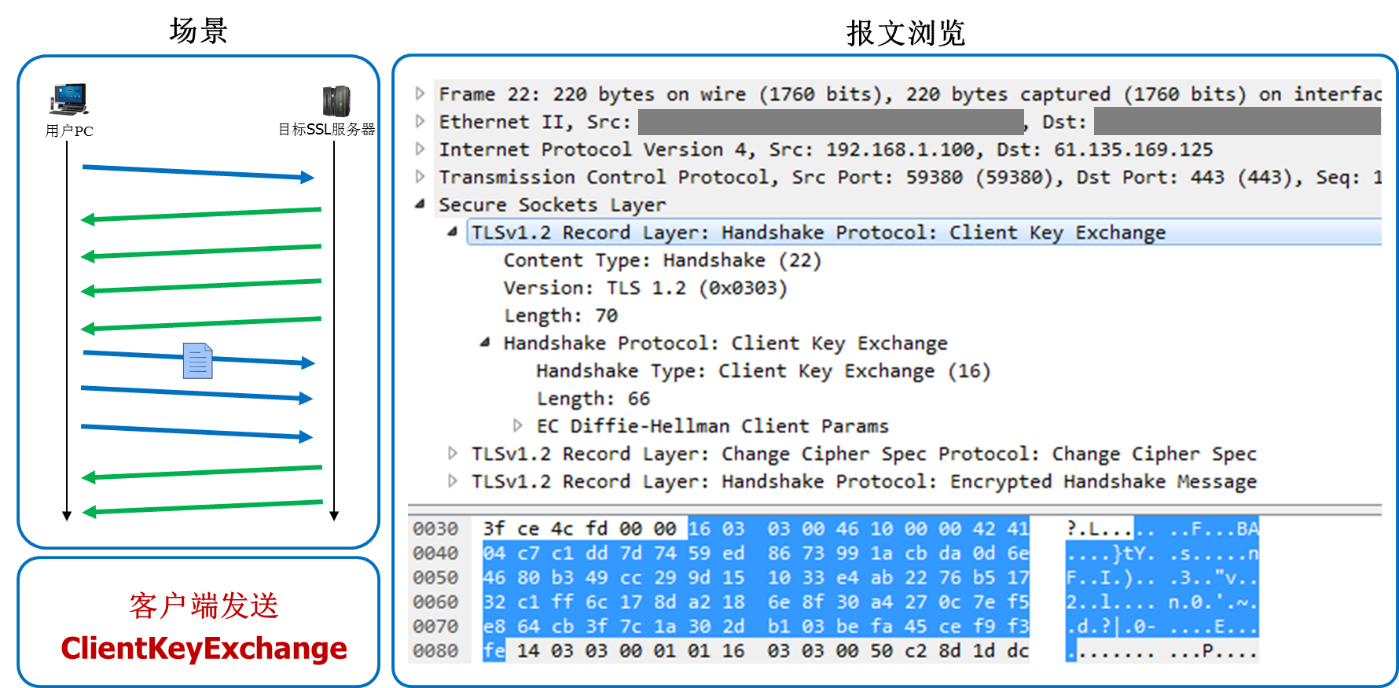 场景
报文浏览
用户PC
目标SSL服务器
客户端发送
ClientKeyExchange
Frame 22: 220 bytes on wire (1760 bits), 220 bytes captured (1760 bits) on interfac
Ethernet II, Src: , Dst:
Internet Protocol Version 4, Src: 192.168.1.100, Dst: 61.135.169.125
Transmission Control Protocol, Src Port: 59380 (59380), Dst Port: 443 (443), Seq: 1
Secure Sockets Layer
TLSv1.2 Record Layer: Handshake Protocol: Client Key Exchange
Content Type: Handshake (22)
Version: TLS 1.2 (0x0303)
Length: 70
Handshake Protocol: Client Key Exchange
Handshake Type: Client Key Exchange (16)
Length: 66
EC Diffie-Hellman Client Params
TLSv1.2 Record Layer: Change Cipher Spec Protocol: Change Cipher Spec
TLSv1.2 Record Layer: Handshake Protocol: Encrypted Handshake Message
0030 3f ce 4c fd 00 00 16 03 03 00 46 10 00 00 42 41 ?.L..... ..F...BA
0040 04 c7 c1 dd 7d 74 59 ed 86 73 99 1a cb da 0d 6e ....}tY. .s.....n
0050 46 80 b3 49 cc 29 9d 15 10 33 e4 ab 22 76 b5 17 F..I.).. .3.."v..
0060 32 c1 ff 6c 17 8d a2 18 6e 8f 30 a4 27 0c 7e f5 2..l.... n.0.'.~.
0070 e8 64 cb 3f 7c 1a 30 2d b1 03 be fa 45 ce f9 f3 .d.?|.0- ....E...
0080 fe 14 03 03 00 01 01 16 03 03 00 50 c2 8d 1d dc ........ ...P....